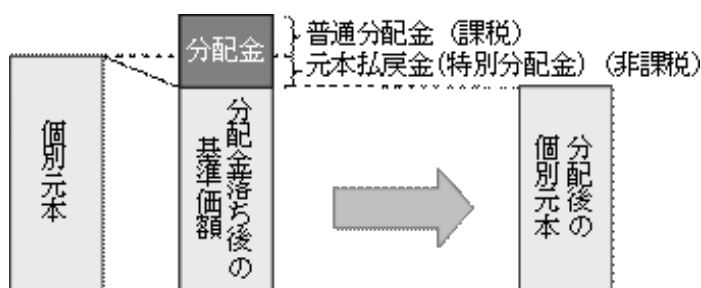 分配金
普通分配金（課税）
元本払戻金(特別分配金)（非課税）
個別元本
分配金落ち後の
基準価額
分配後の
個別元本